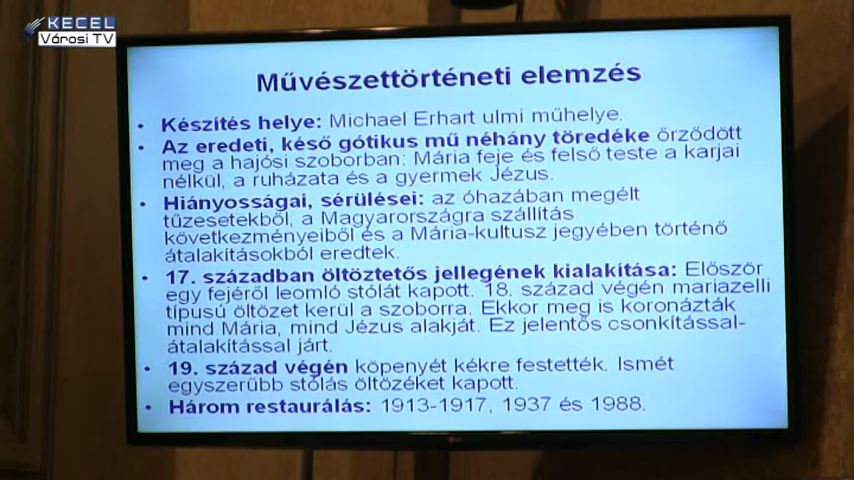 KECEL
Városi TV
Művészettörténeti elemzés
• Készítés helye: Michael Erhart ulmi műhelye.
• Az eredeti, késő gótikus mű néhány töredéke őrződött
meg a hajósi szoborban: Mária feje és felső teste a karjai
nélkül, a ruházata és a gyermek Jézus.
• Hiányosságai, sérülései: az óhazában megélt
tűzesetekből, a Magyarországra szállítás
következményeiből és a Mária-kultusz jegyében történő
átalakításokból eredtek.
• 17. században öltöztetős jellegének kialakítása: Először
egy fejéről leomló stólát kapott. 18. század végén mariazelli
típusú öltözet kerül a szoborra. Ekkor meg is koronázták
mind Mária, mind Jézus alakját. Ez jelentős csonkítással-
átalakítással járt.
• 19. század végén köpenyét kékre festették. Ismét
egyszerűbb stólás öltözéket kapott.
• Három restaurálás: 1913-1917, 1937 és 1988.
LG